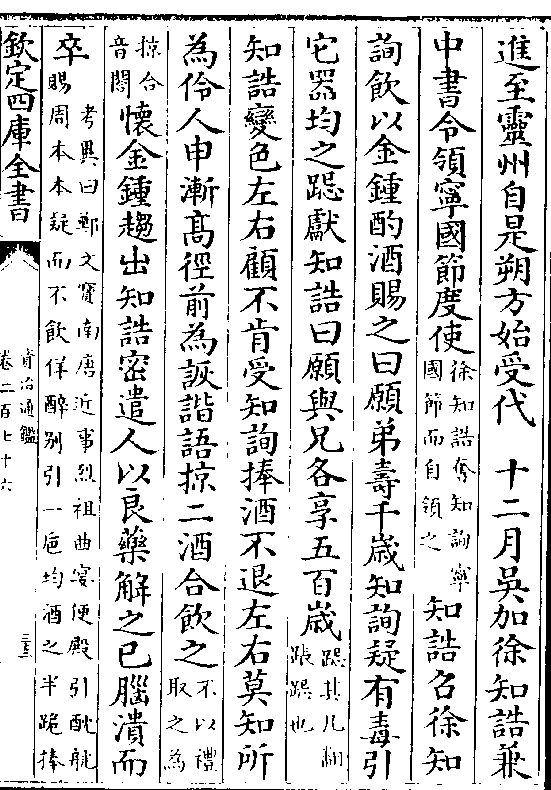 進至靈州自是朔方始受代　十二月吳加徐知誥兼
中書令領寧國節度使徐知誥奪知詢寧國節而自領之知誥召徐知
詢飲以金鍾酌酒賜之曰願弟壽千歲知詢疑有毒引
它器均之跽獻知誥曰願與兄各享五百歲跽其几翻跽也
知誥變色左右顧不肯受知詢捧酒不退左右莫知所
為伶人申漸高徑前為詼諧語掠二酒合飲之不以禮取之為
掠合音閤懷金鍾趨出知誥密遣人以良藥解之已腦潰而
卒考異曰鄭文寶南唐近事烈祖曲宴便殿引酖觥賜周本本疑而不飲佯醉别引一巵均酒之半跪捧
欽定四庫全書
資治通鑑
卷二百七十六